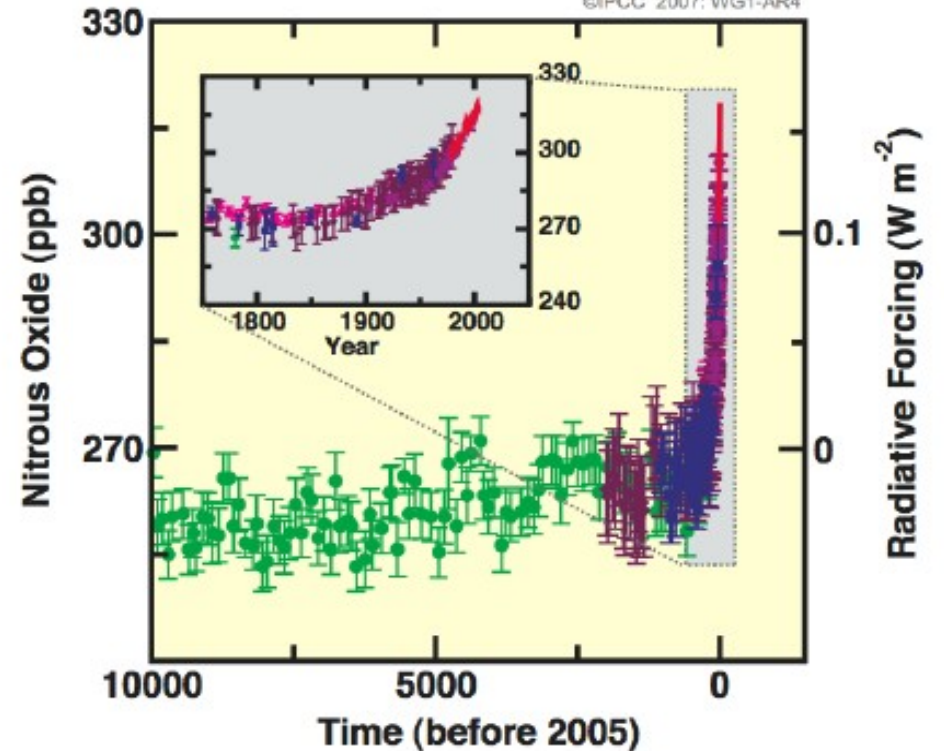 ©IPCC 2007: WG1-AR4
330
300
270
Nitrous Oxide (ppb)
330
300
270
240
1800 1900 2000
Year
0.1
0
Radiative Forcing (W m-2)
10000 5000 0
Time (before 2005)